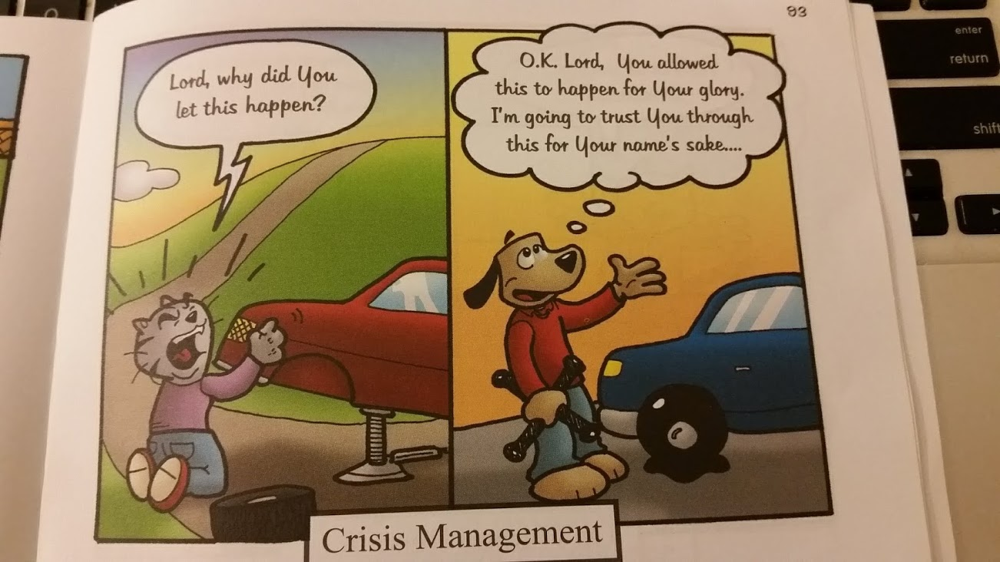 93
Lord, why did You
let this happen?
O.K. Lord, You allowed
this to happen for Your glory.
I'm going to trust You through
this for Your name's sake....
Crisis Management
enter
return
shift